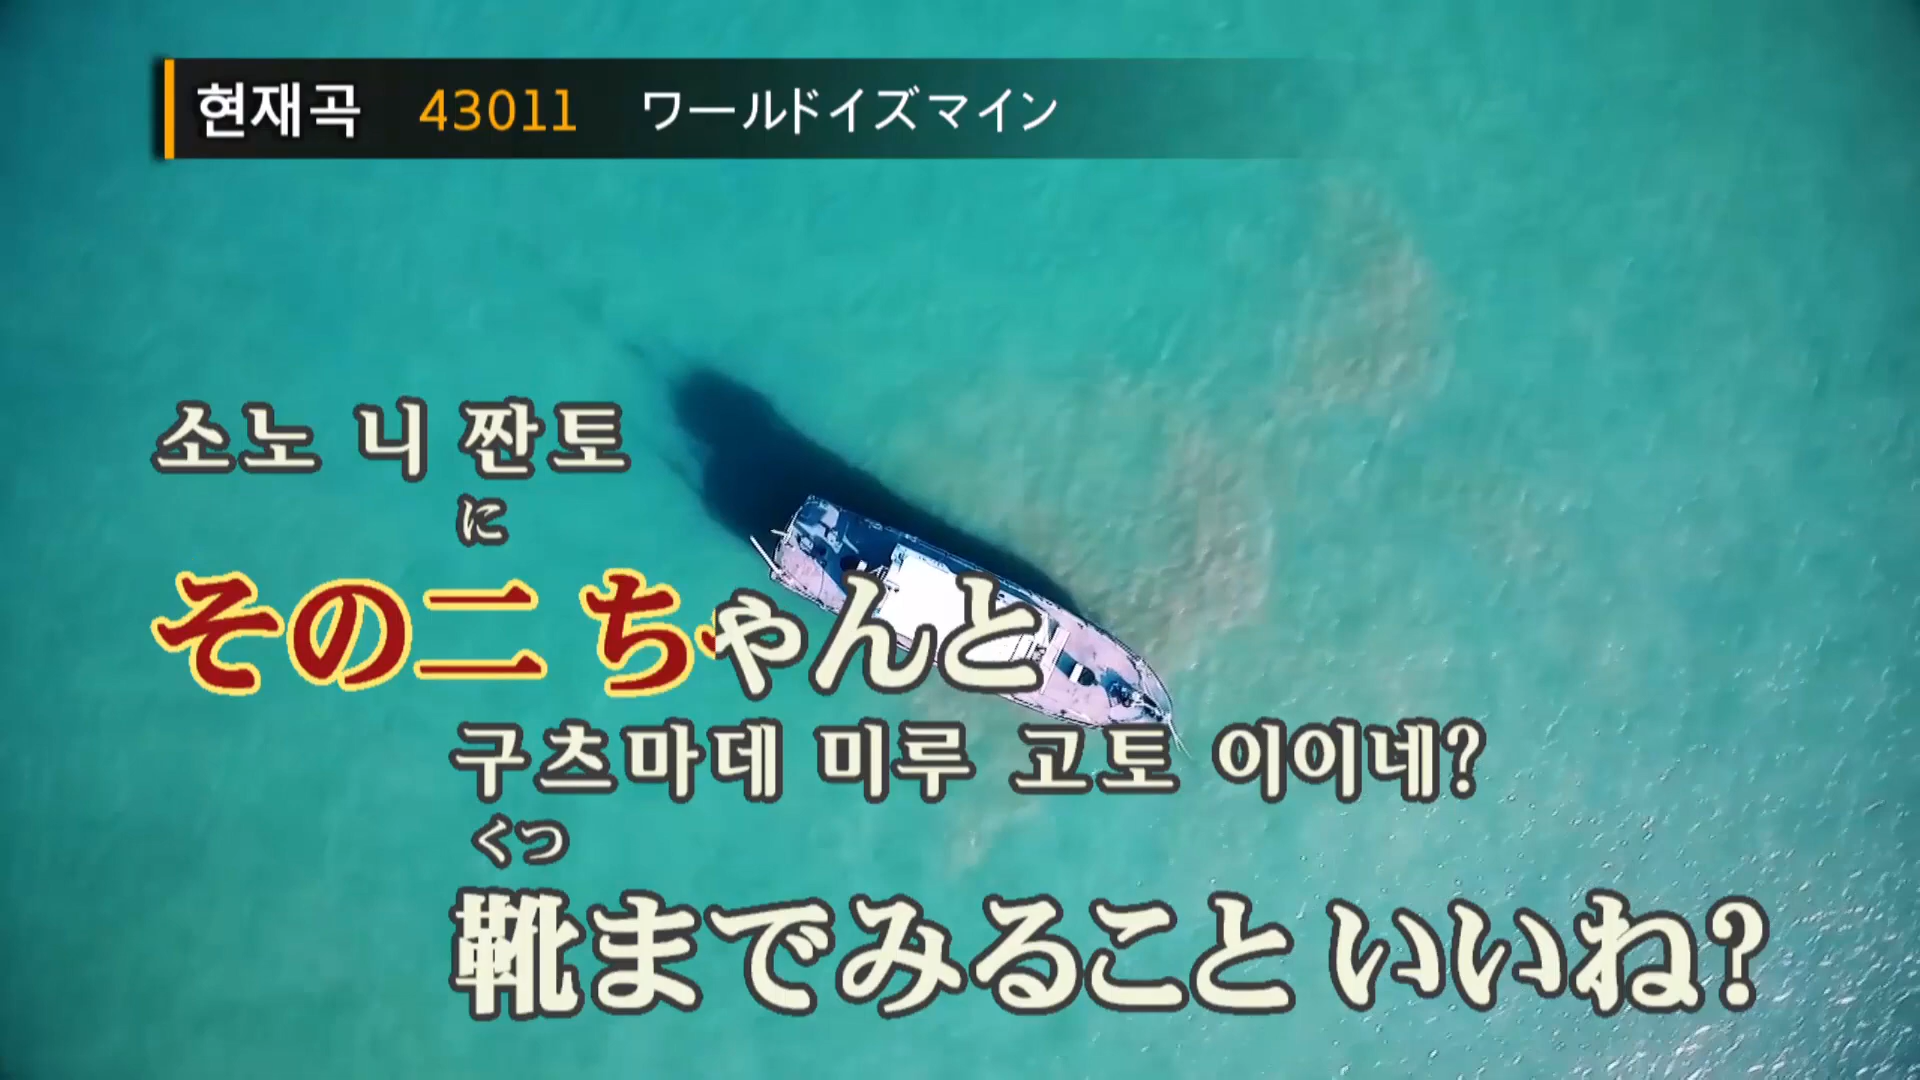 현재곡 43011 ワールドイズマイン
소노 니 짠토
に
その二 ちゃんと
구츠마데 미루 고토 이이네?
くつ
靴までみること いいね?